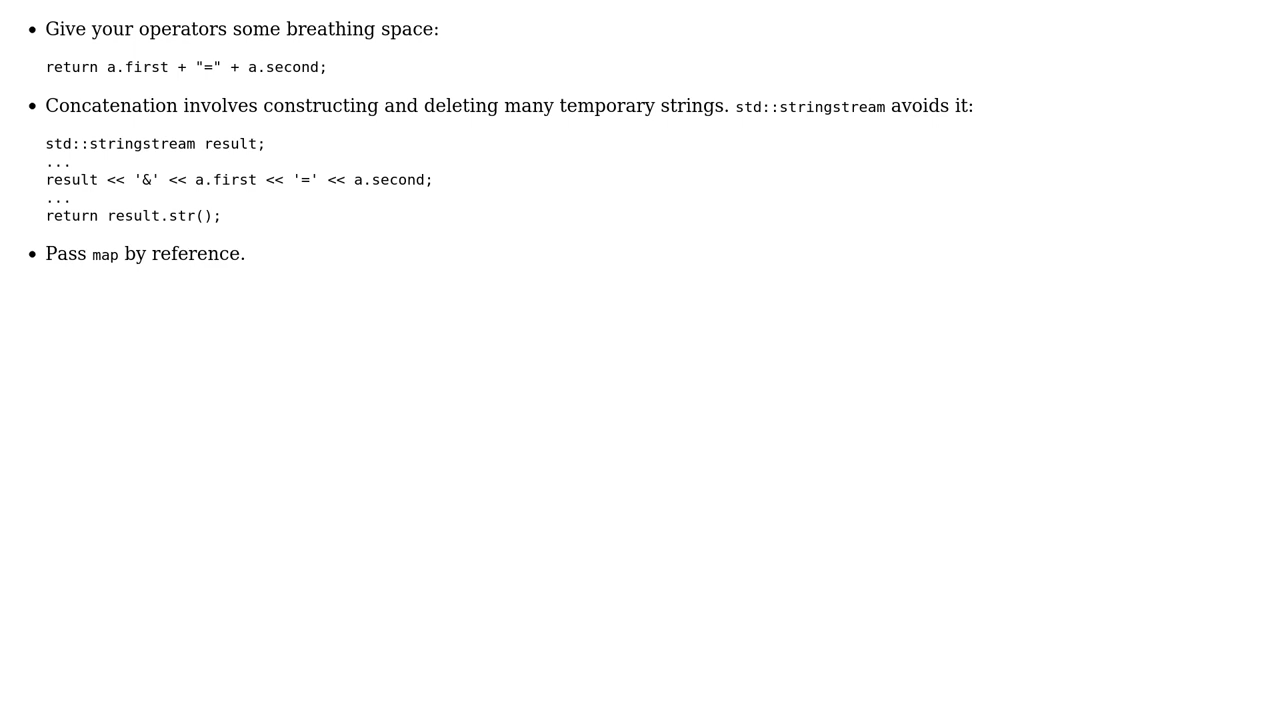 • Give your operators some breathing space:
return a.first + "=" + a.second;
• Concatenation involves constructing and deleting many temporary strings. std::stringstream avoids it:
std::stringstream result;
...
result << '&' << a.first << '=' << a.second;
...
return result.str();
• Pass map by reference.